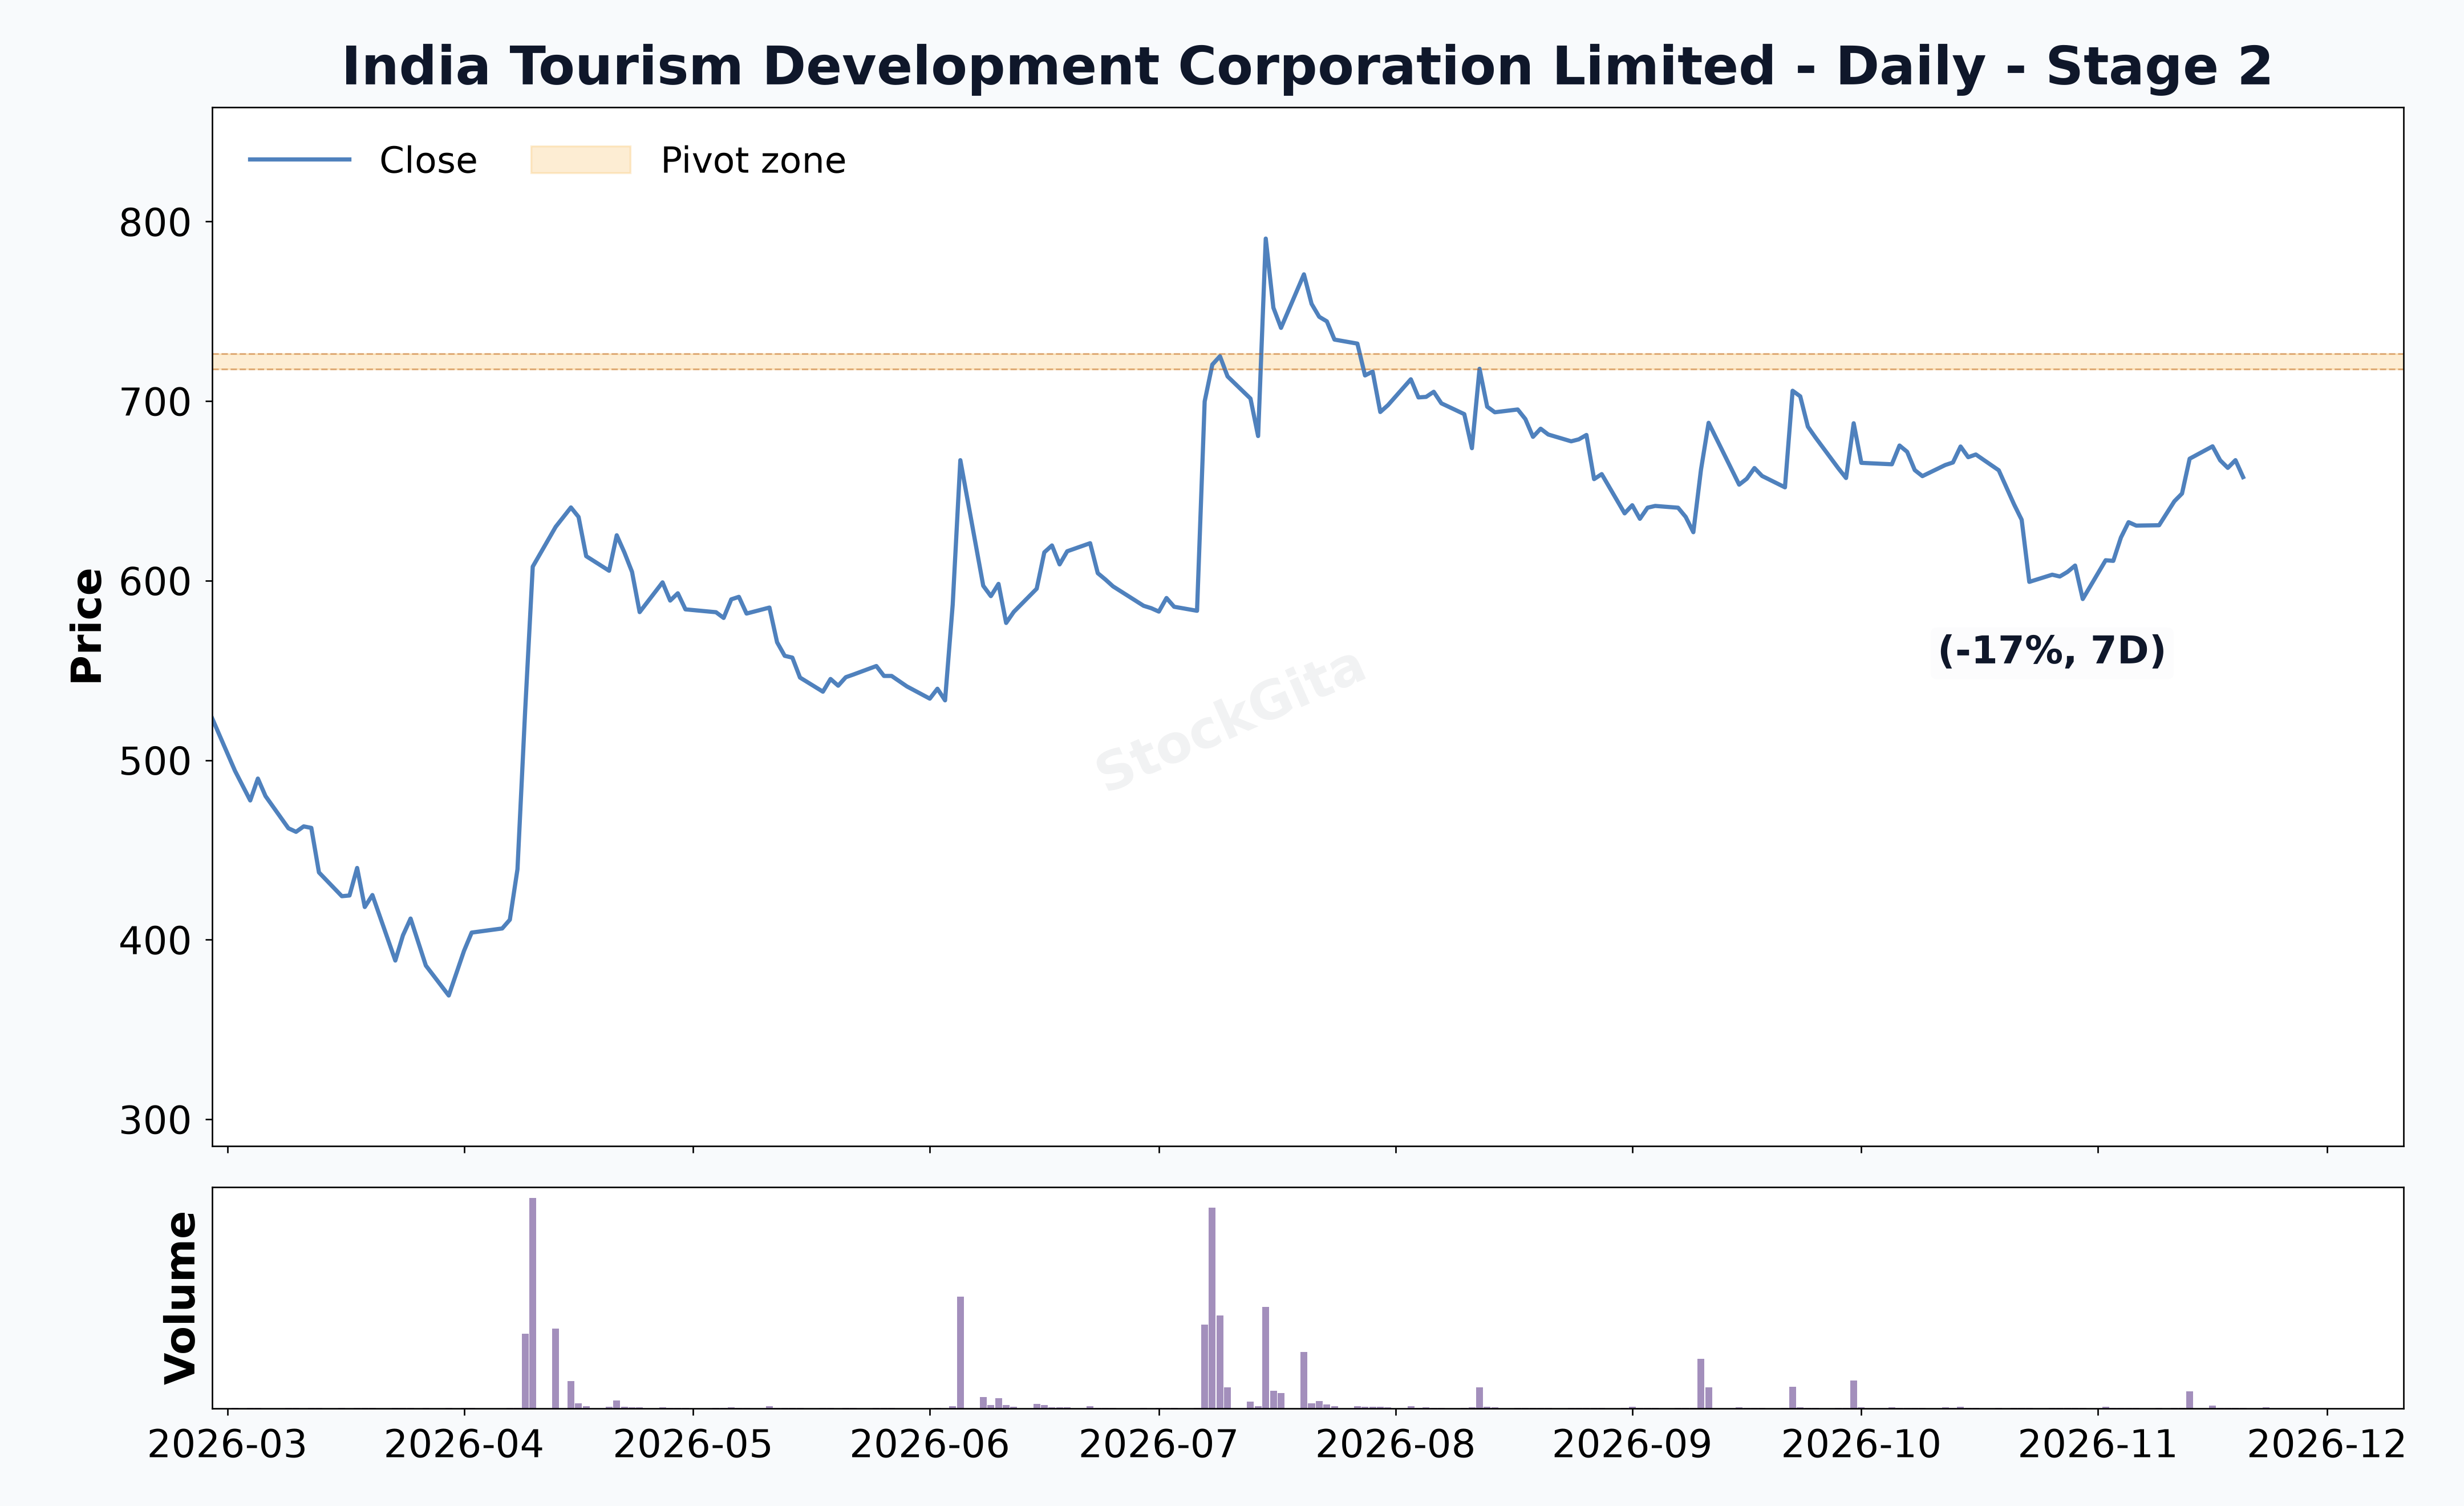 India Tourism Development Corporation Limited - Daily - Stage 2
Close
Pivot zone
800
700
600
500
400
300
Price
(-17%, 7D)
StockGita
Volume
2026-03
2026-04
2026-05
2026-06
2026-07
2026-08
2026-09
2026-10
2026-11
2026-12